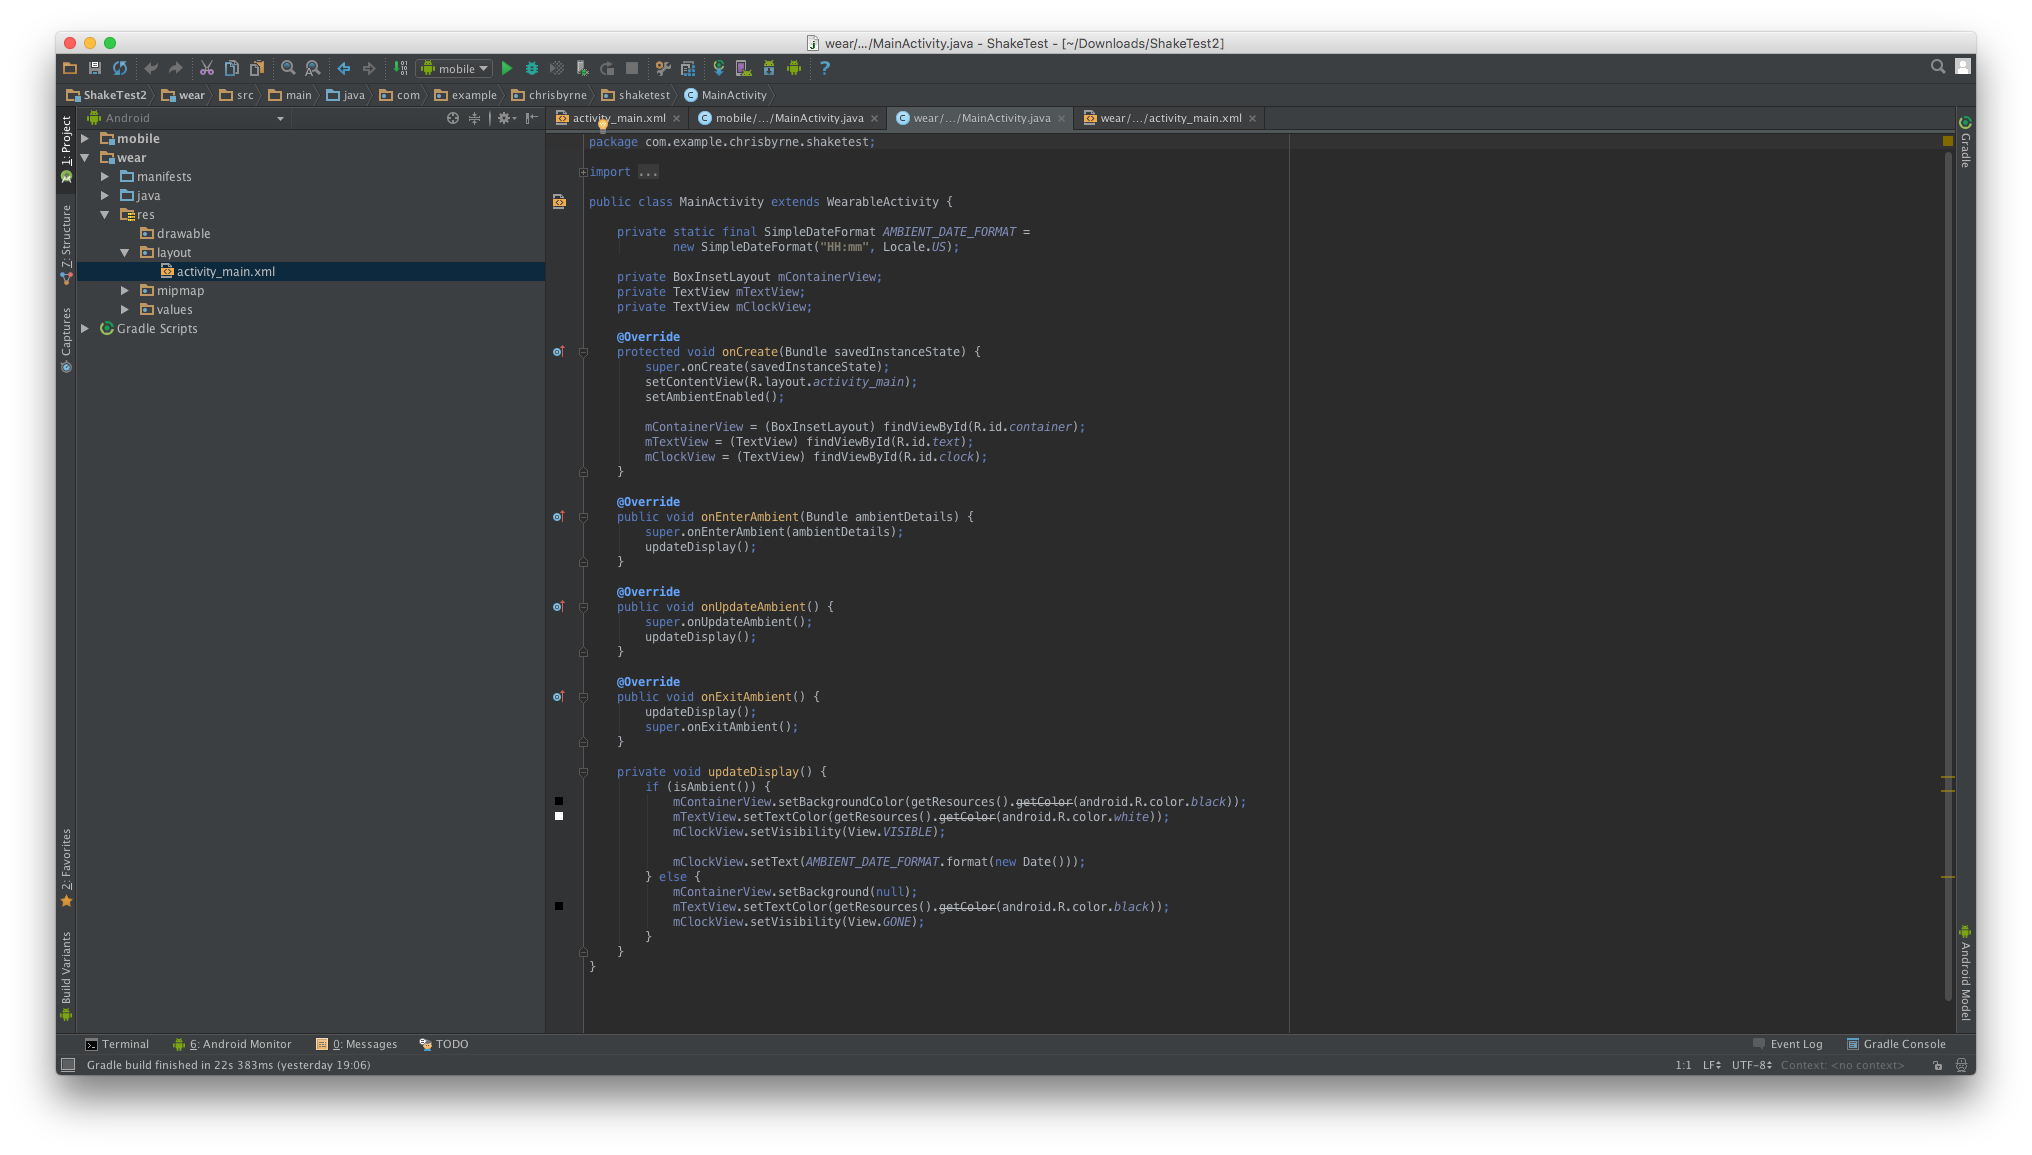 wear/.../MainActivity.java - ShakeTest - [~/Downloads/ShakeTest2]
mobile
ShakeTest2 wear src main java com example chrisbyrne shaketest MainActivity
Android
activity_main.xml mobile/.../MainActivity.java wear/.../MainActivity.java wear/.../activity_main.xml
1: Project
7: Structure
Captures
2: Favorites
Build Variants
mobile
wear
manifests
java
res
drawable
layout
activity_main.xml
mipmap
values
Gradle Scripts
package com.example.chrisbyrne.shaketest;
import ...
public class MainActivity extends WearableActivity {
private static final SimpleDateFormat AMBIENT_DATE_FORMAT =
new SimpleDateFormat("HH:mm", Locale.US);
private BoxInsetLayout mContainerView;
private TextView mTextView;
private TextView mClockView;
@Override
protected void onCreate(Bundle savedInstanceState) {
super.onCreate(savedInstanceState);
setContentView(R.layout.activity_main);
setAmbientEnabled();
mContainerView = (BoxInsetLayout) findViewById(R.id.container);
mTextView = (TextView) findViewById(R.id.text);
mClockView = (TextView) findViewById(R.id.clock);
}
@Override
public void onEnterAmbient(Bundle ambientDetails) {
super.onEnterAmbient(ambientDetails);
updateDisplay();
}
@Override
public void onUpdateAmbient() {
super.onUpdateAmbient();
updateDisplay();
}
@Override
public void onExitAmbient() {
updateDisplay();
super.onExitAmbient();
}
private void updateDisplay() {
if (isAmbient()) {
mContainerView.setBackgroundColor(getResources().getColor(android.R.color.black));
mTextView.setTextColor(getResources().getColor(android.R.color.white));
mClockView.setVisibility(View.VISIBLE);
mClockView.setText(AMBIENT_DATE_FORMAT.format(new Date()));
} else {
mContainerView.setBackground(null);
mTextView.setTextColor(getResources().getColor(android.R.color.black));
mClockView.setVisibility(View.GONE);
}
}
}
Gradle
Android Model
Terminal 6: Android Monitor 0: Messages TODO Event Log Gradle Console
Gradle build finished in 22s 383ms (yesterday 19:06) 1:1 LF UTF-8 Context: <no context>